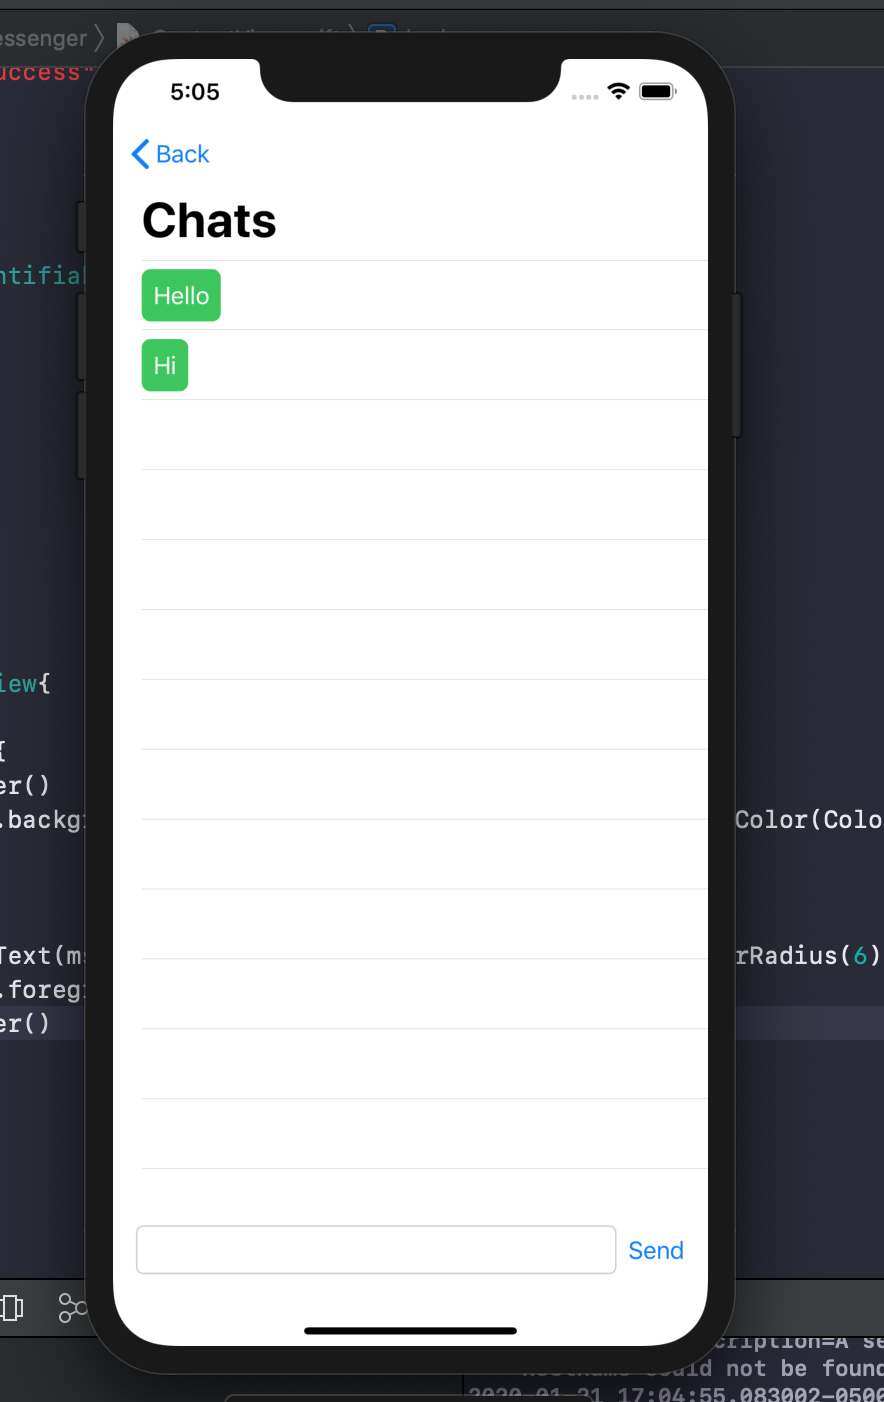 essenger
uccess"
5:05
Back
Chats
Hello
ntifia
Hi
iew{
{
er()
.backg
Color(Colo
Text(m
rRadius(6)
.foreg
er()
Send
cription=A se
could not be found
2020-01-21 17:04:55.083002-0500